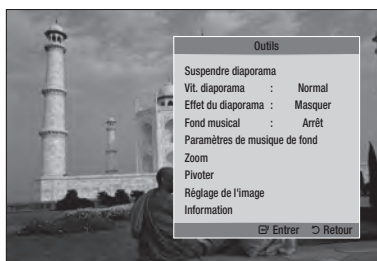 Outils
Suspendre diaporama
Vit. diaporama : Normal
Effet du diaporama : Masquer
Fond musical : Arrêt
Paramètres de musique de fond
Zoom
Pivoter
Réglage de l'image
Information
Entrer Retour